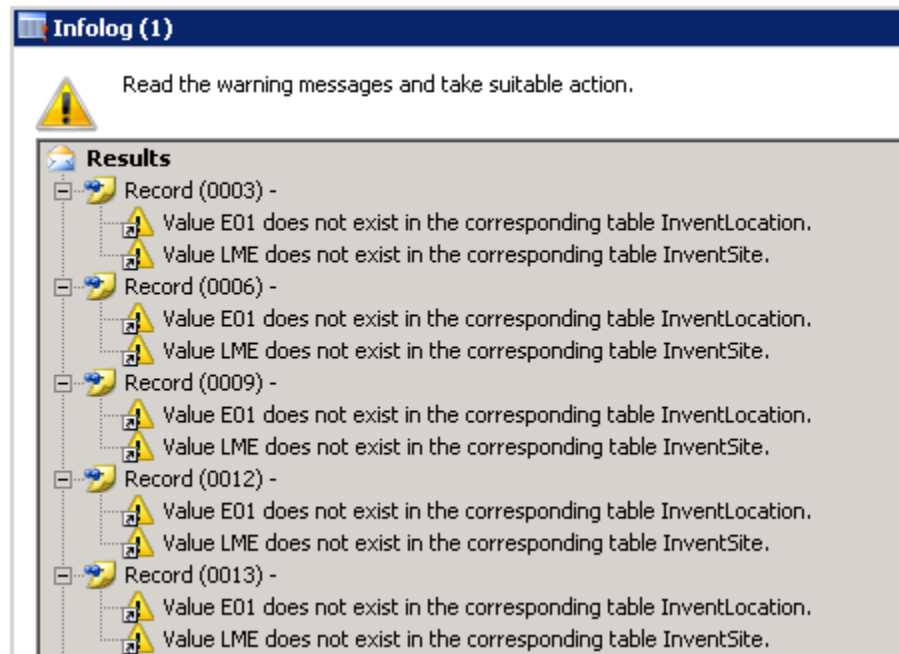 Infolog (1)
Read the warning messages and take suitable action.
Results
Record (0003) -
Value E01 does not exist in the corresponding table InventLocation.
Value LME does not exist in the corresponding table InventSite.
Record (0006) -
Value E01 does not exist in the corresponding table InventLocation.
Value LME does not exist in the corresponding table InventSite.
Record (0009) -
Value E01 does not exist in the corresponding table InventLocation.
Value LME does not exist in the corresponding table InventSite.
Record (0012) -
Value E01 does not exist in the corresponding table InventLocation.
Value LME does not exist in the corresponding table InventSite.
Record (0013) -
Value E01 does not exist in the corresponding table InventLocation.
Value LME does not exist in the corresponding table InventSite.